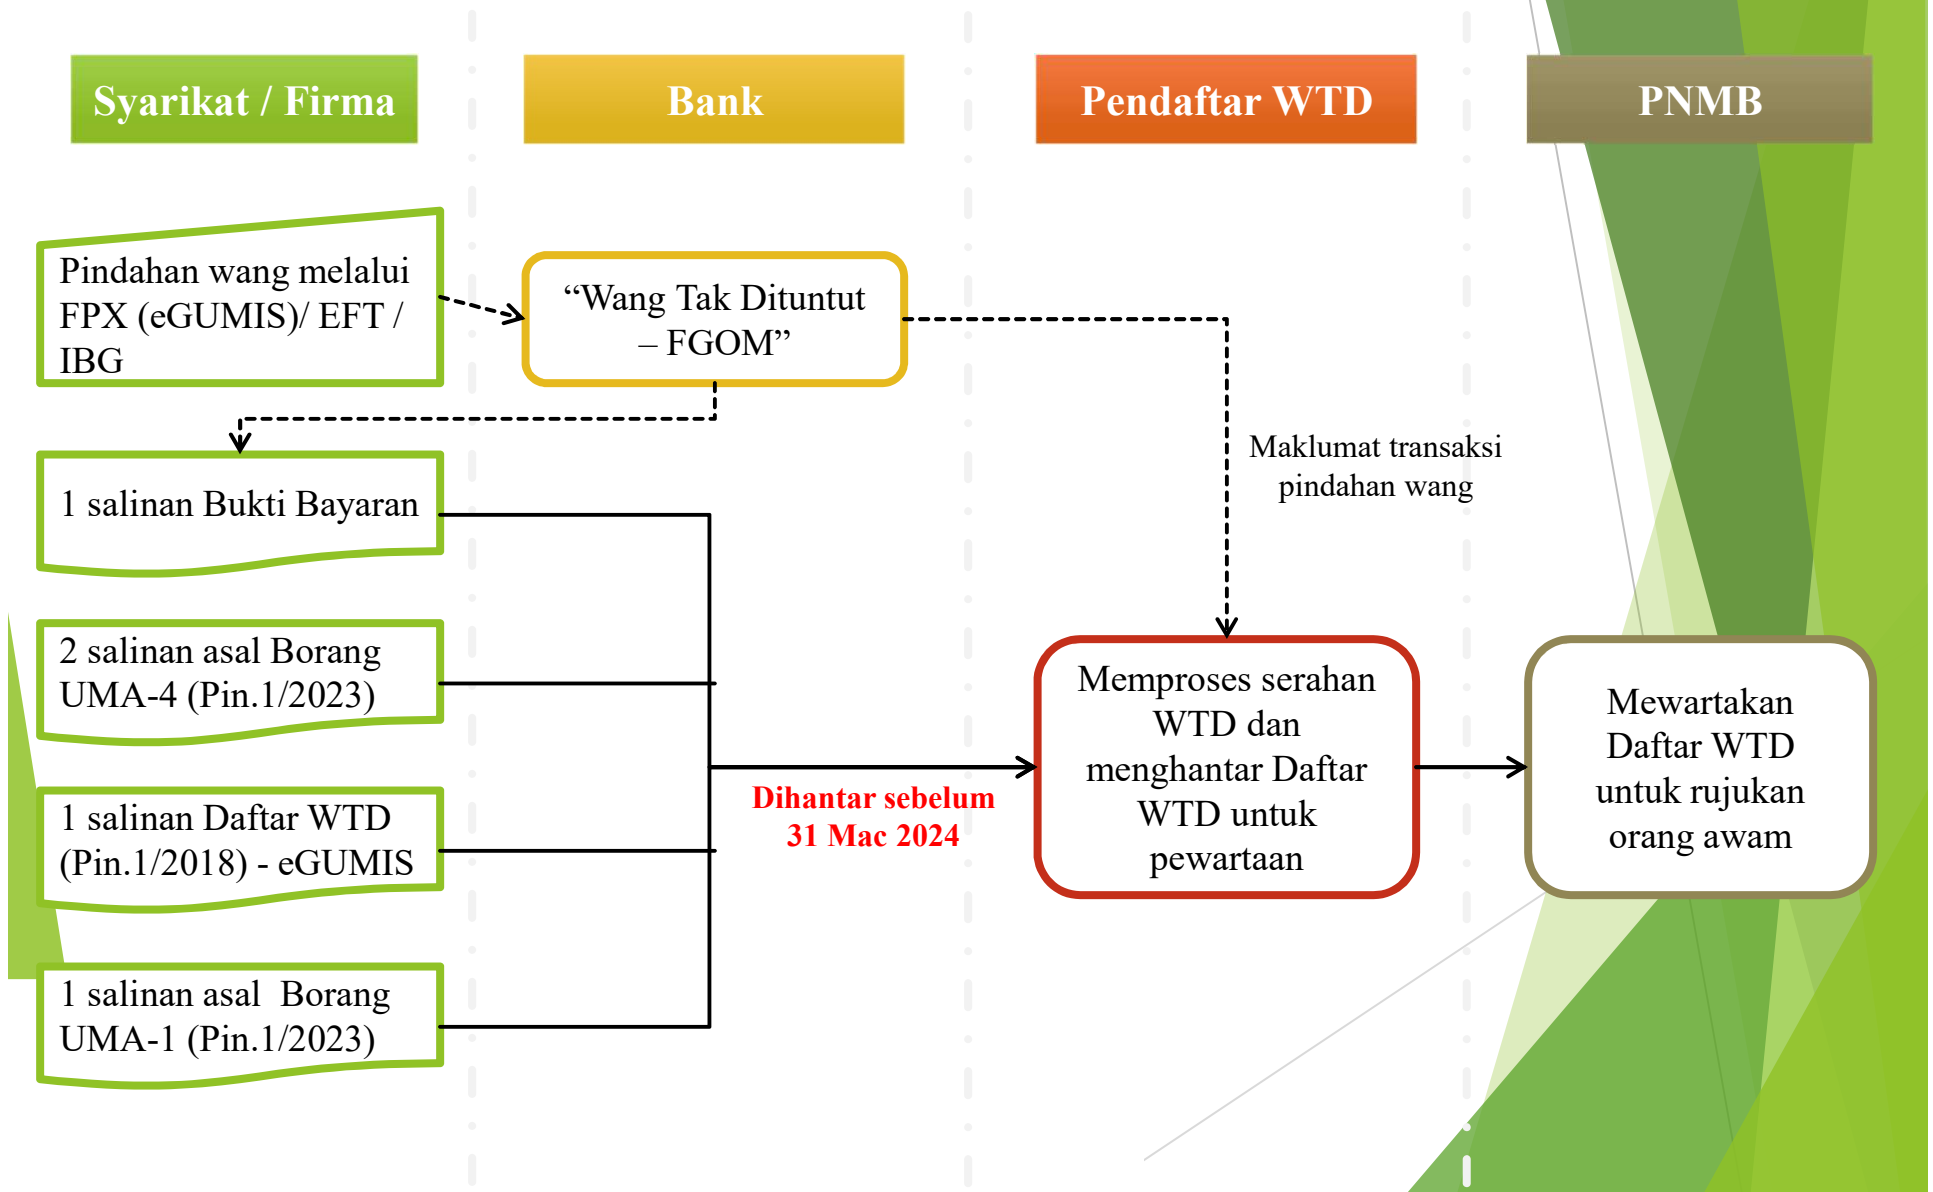 Syarikat / Firma
Bank
Pendaftar WTD
PNMB
Pindahan wang melalui
FPX (eGUMIS)/ EFT /
IBG
“Wang Tak Dituntut
– FGOM”
Maklumat transaksi
pindahan wang
1 salinan Bukti Bayaran
2 salinan asal Borang
UMA-4 (Pin.1/2023)
1 salinan Daftar WTD
(Pin.1/2018) - eGUMIS
1 salinan asal  Borang
UMA-1 (Pin.1/2023)
Dihantar sebelum
31 Mac 2024
Memproses serahan
WTD dan
menghantar Daftar
WTD untuk
pewartaan
Mewartakan
Daftar WTD
untuk rujukan
orang awam